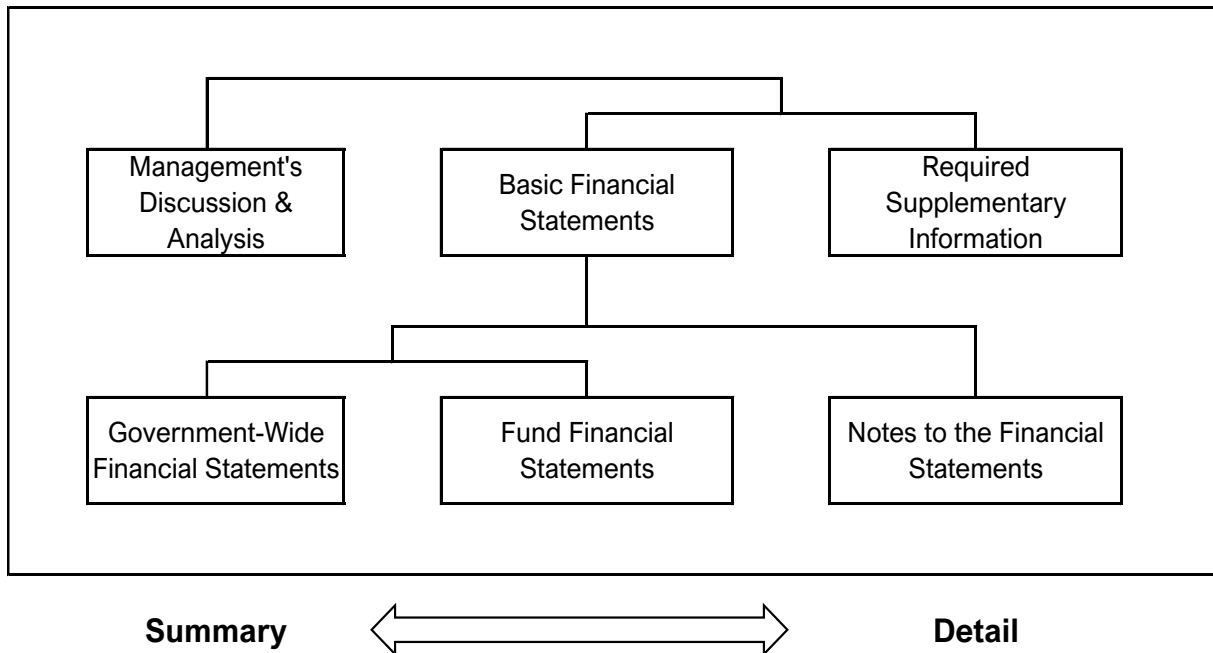 Management's
Discussion &
Analysis
Basic Financial
Statements
Required
Supplementary
Information
Government-Wide
Financial Statements
Fund Financial
Statements
Notes to the Financial
Statements
Summary
Detail